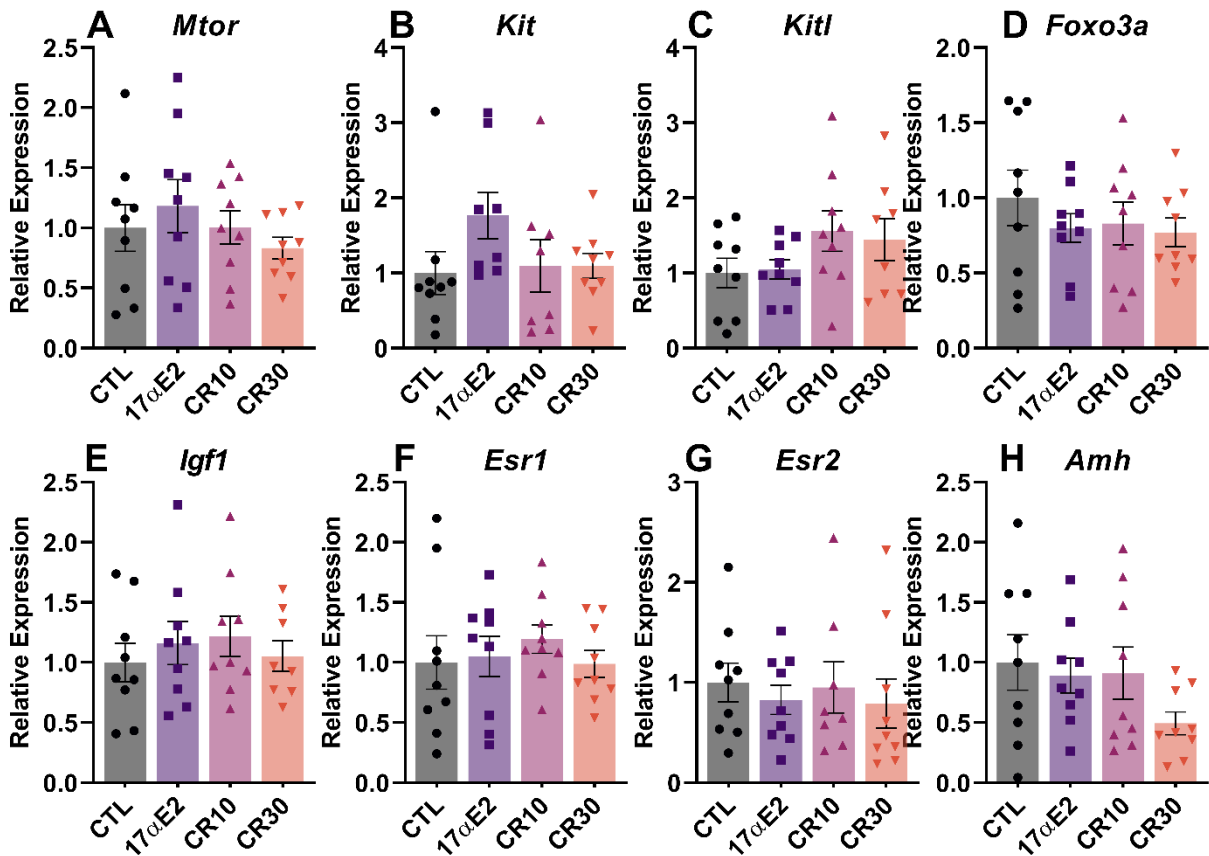 A Mtor
Relative Expression
2.5
2.0
1.5
1.0
0.5
0.0
CTL 17αE2 CR10 CR30
B Kit
Relative Expression
4
3
2
1
0
CTL 17αE2 CR10 CR30
C Kitl
Relative Expression
4
3
2
1
0
CTL 17αE2 CR10 CR30
D Foxo3a
Relative Expression
2.0
1.5
1.0
0.5
0.0
CTL 17αE2 CR10 CR30
E Igf1
Relative Expression
2.5
2.0
1.5
1.0
0.5
0.0
CTL 17αE2 CR10 CR30
F Esr1
Relative Expression
2.5
2.0
1.5
1.0
0.5
0.0
CTL 17αE2 CR10 CR30
G Esr2
Relative Expression
3
2
1
0
CTL 17αE2 CR10 CR30
H Amh
Relative Expression
2.5
2.0
1.5
1.0
0.5
0.0
CTL 17αE2 CR10 CR30